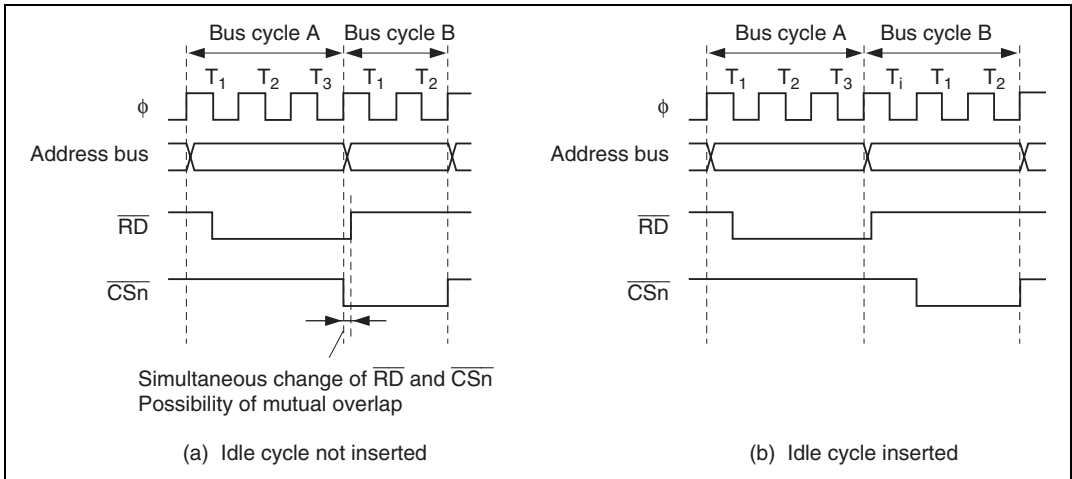 Bus cycle A Bus cycle B
T1 T2 T3 T1 T2
ϕ
Address bus
RD
CSn
Simultaneous change of RD and CSn
Possibility of mutual overlap
(a) Idle cycle not inserted
Bus cycle A Bus cycle B
T1 T2 T3 Ti T1 T2
ϕ
Address bus
RD
CSn
(b) Idle cycle inserted